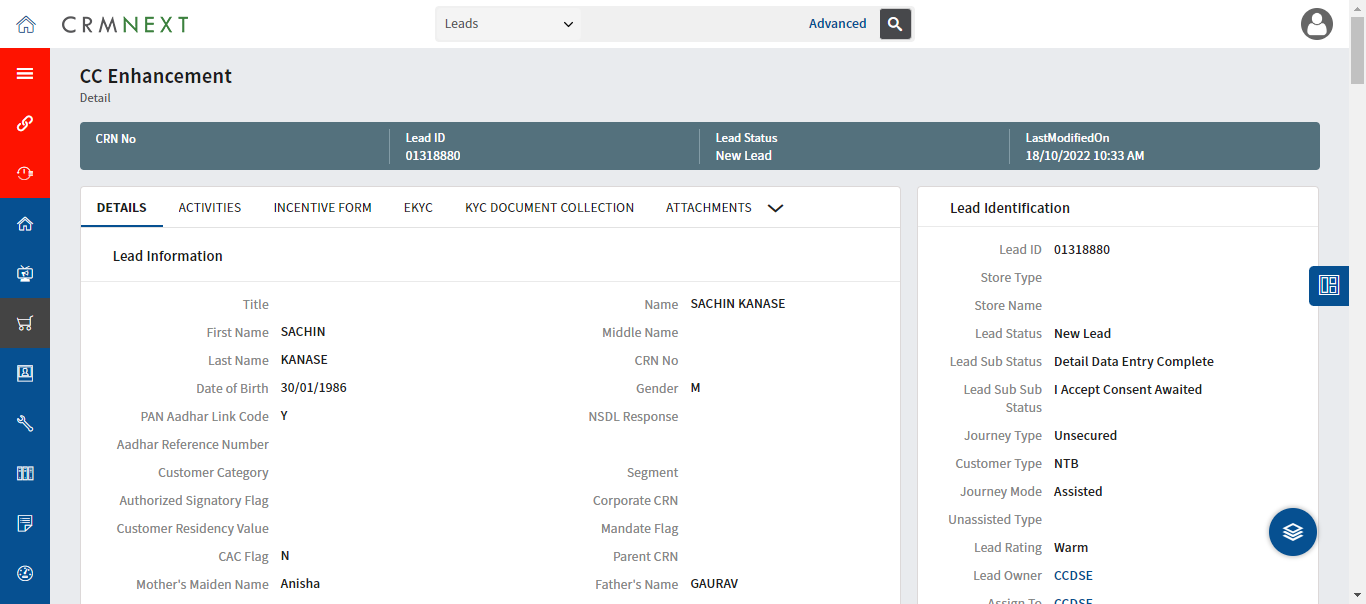 CRMNEXT
Leads
Advanced
CC Enhancement
Detail
CRN No
Lead ID
01318880
Lead Status
New Lead
LastModifiedOn
18/10/2022 10:33 AM
DETAILS ACTIVITIES INCENTIVE FORM EKYC KYC DOCUMENT COLLECTION ATTACHMENTS
Lead Information
Title
Name SACHIN KANASE
First Name SACHIN
Middle Name
Last Name KANASE
CRN No
Date of Birth 30/01/1986
Gender M
PAN Aadhar Link Code Y
NSDL Response
Aadhar Reference Number
Customer Category
Segment
Authorized Signatory Flag
Corporate CRN
Customer Residency Value
Mandate Flag
CAC Flag N
Parent CRN
Mother's Maiden Name Anisha
Father's Name GAURAV
Lead Identification
Lead ID 01318880
Store Type
Store Name
Lead Status New Lead
Lead Sub Status Detail Data Entry Complete
Lead Sub Sub I Accept Consent Awaited
Status
Journey Type Unsecured
Customer Type NTB
Journey Mode Assisted
Unassisted Type
Lead Rating Warm
Lead Owner CCDSE
Assign To CCDSE